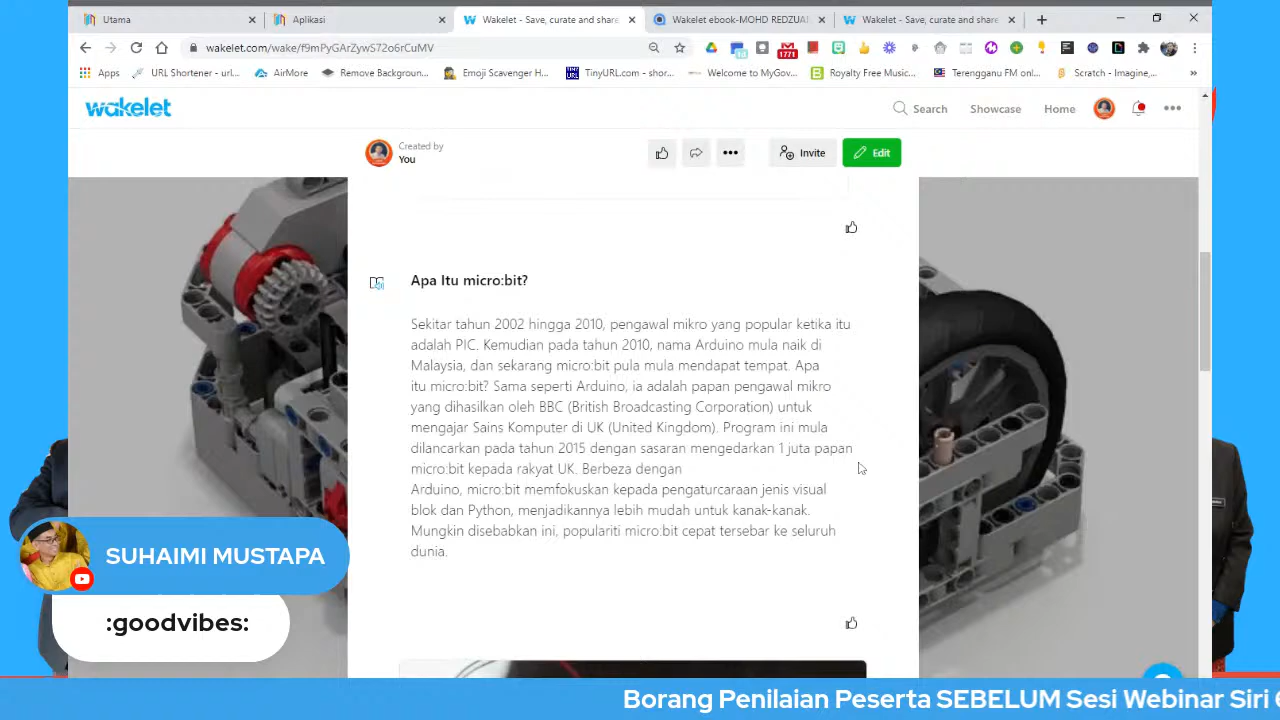 Utama
Aplikasi
Wakelet - Save, curate and share
Wakelet ebook-MOHD REDZUAN
Wakelet - Save, curate and share
wakelet.com/wake/f9mPyGArZywS72o6rCuMV
1771
Apps
URL Shortener - url...
AirMore
Remove Backgroun...
Emoji Scavenger H...
TinyURL.com - shor...
Welcome to MyGov...
Royalty Free Music...
Terengganu FM onl...
Scratch - Imagine,...
wakelet
Search
Showcase
Home
Created by
You
Invite
Edit
Apa Itu micro:bit?
Sekitar tahun 2002 hingga 2010, pengawal mikro yang popular ketika itu
adalah PIC. Kemudian pada tahun 2010, nama Arduino mula naik di
Malaysia, dan sekarang micro:bit pula mula mendapat tempat. Apa
itu micro:bit? Sama seperti Arduino, ia adalah papan pengawal mikro
yang dihasilkan oleh BBC (British Broadcasting Corporation) untuk
mengajar Sains Komputer di UK (United Kingdom). Program ini mula
dilancarkan pada tahun 2015 dengan sasaran mengedarkan 1 juta papan
micro:bit kepada rakyat UK. Berbeza dengan
Arduino, micro:bit memfokuskan kepada pengaturcaraan jenis visual
blok dan Python menjadikannya lebih mudah untuk kanak-kanak.
Mungkin disebabkan ini, populariti micro:bit cepat tersebar ke seluruh
dunia.
SUHAIMI MUSTAPA
:goodvibes:
Borang Penilaian Peserta SEBELUM Sesi Webinar Siri